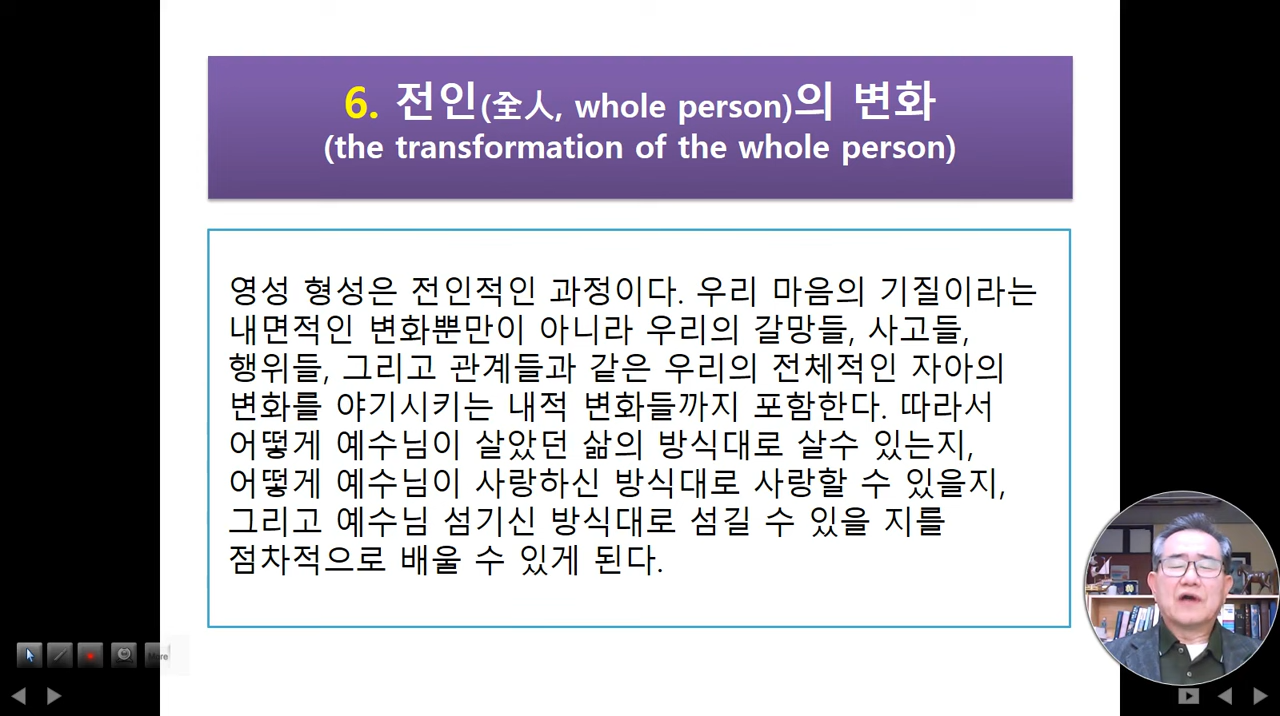 6. 전인(全人, whole person)의 변화
(the transformation of the whole person)
영성 형성은 전인적인 과정이다. 우리 마음의 기질이라는
내면적인 변화뿐만이 아니라 우리의 갈망들, 사고들,
행위들, 그리고 관계들과 같은 우리의 전체적인 자아의
변화를 야기시키는 내적 변화들까지 포함한다. 따라서
어떻게 예수님이 살았던 삶의 방식대로 살수 있는지,
어떻게 예수님이 사랑하신 방식대로 사랑할 수 있을지,
그리고 예수님 섬기신 방식대로 섬길 수 있을 지를
점차적으로 배울 수 있게 된다.
More